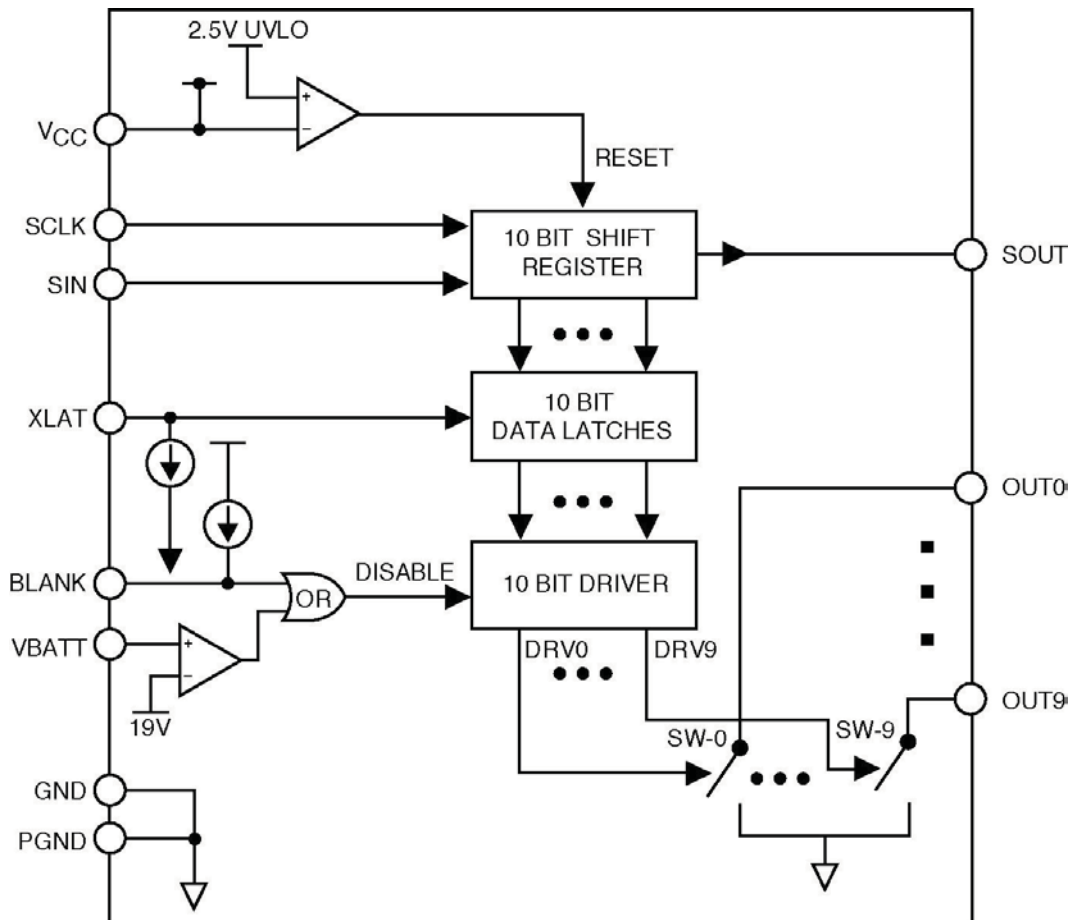 2.5V UVLO
+
−
VCC
RESET
SCLK
10 BIT SHIFT
REGISTER
SOUT
SIN
XLAT
10 BIT
DATA LATCHES
OUT0
BLANK
OR
DISABLE
10 BIT DRIVER
VBATT
+
−
19V
DRV0
DRV9
OUT9
SW-0
SW-9
GND
PGND